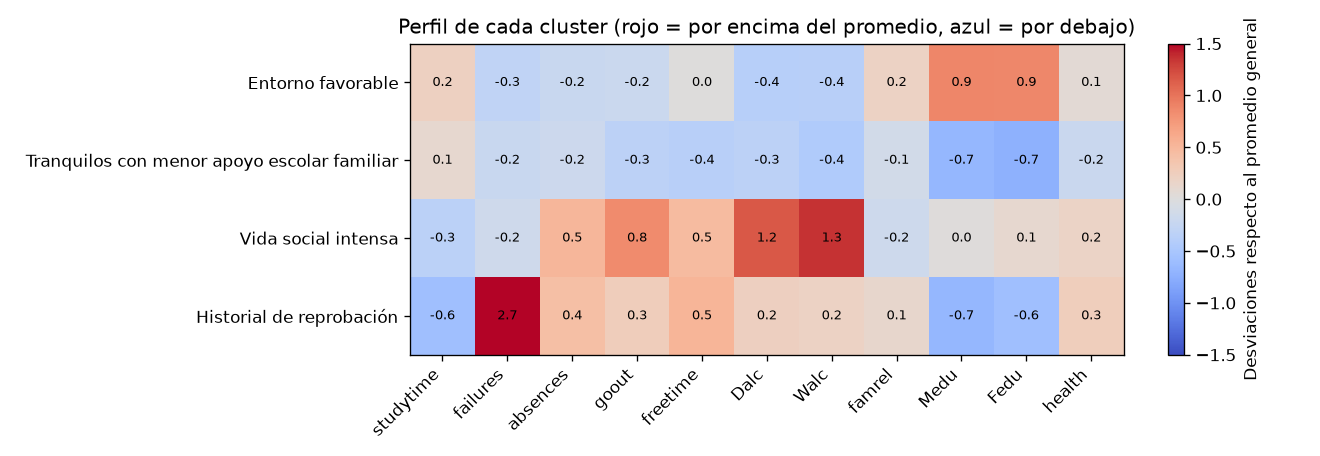 Perfil de cada cluster (rojo = por encima del promedio, azul = por debajo)
Entorno favorable 0.2 -0.3 -0.2 -0.2 0.0 -0.4 -0.4 0.2 0.9 0.9 0.1
Tranquilos con menor apoyo escolar familiar 0.1 -0.2 -0.2 -0.3 -0.4 -0.3 -0.4 -0.1 -0.7 -0.7 -0.2
Vida social intensa -0.3 -0.2 0.5 0.8 0.5 1.2 1.3 -0.2 0.0 0.1 0.2
Historial de reprobación -0.6 2.7 0.4 0.3 0.5 0.2 0.2 0.1 -0.7 -0.6 0.3
studytime failures absences goout freetime Dalc Walc famrel Medu Fedu health
1.5
1.0
0.5
0.0
−0.5
−1.0
−1.5
Desviaciones respecto al promedio general